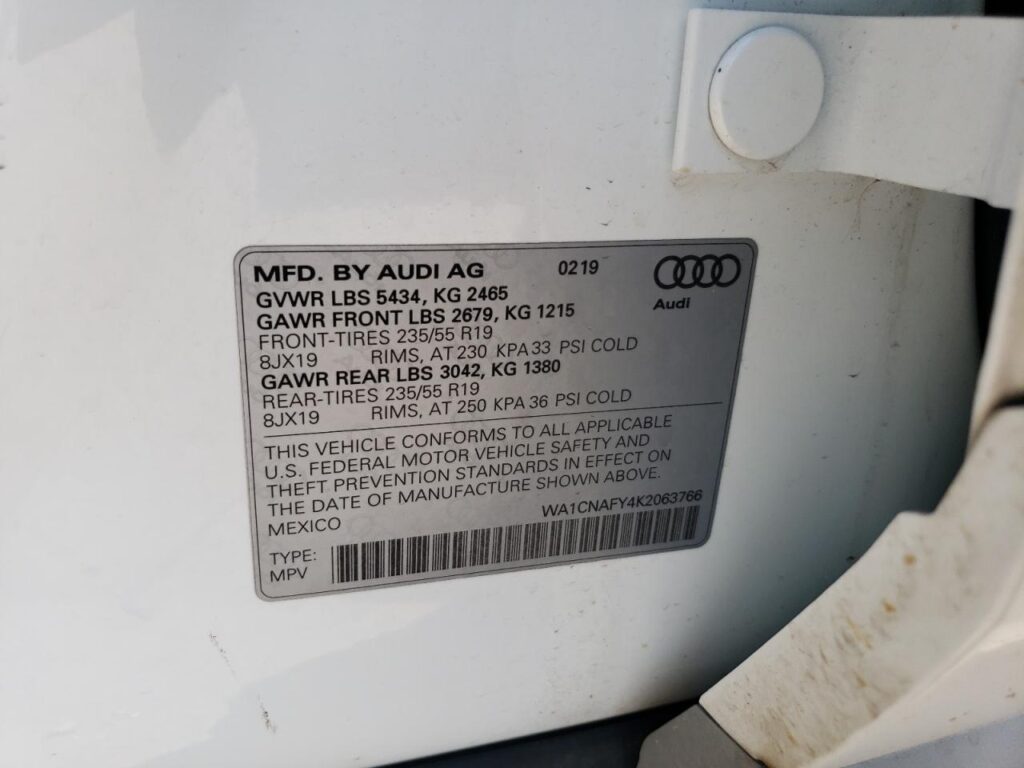 MFD. BY AUDI AG 0219
Audi
GVWR LBS 5434, KG 2465
GAWR FRONT LBS 2679, KG 1215
FRONT-TIRES 235/55 R19
8JX19 RIMS, AT 230 KPA 33 PSI COLD
GAWR REAR LBS 3042, KG 1380
REAR-TIRES 235/55 R19
8JX19 RIMS, AT 250 KPA 36 PSI COLD
THIS VEHICLE CONFORMS TO ALL APPLICABLE
U.S. FEDERAL MOTOR VEHICLE SAFETY AND
THEFT PREVENTION STANDARDS IN EFFECT ON
THE DATE OF MANUFACTURE SHOWN ABOVE.
MEXICO WA1CNAFY4K2063766
TYPE:
MPV